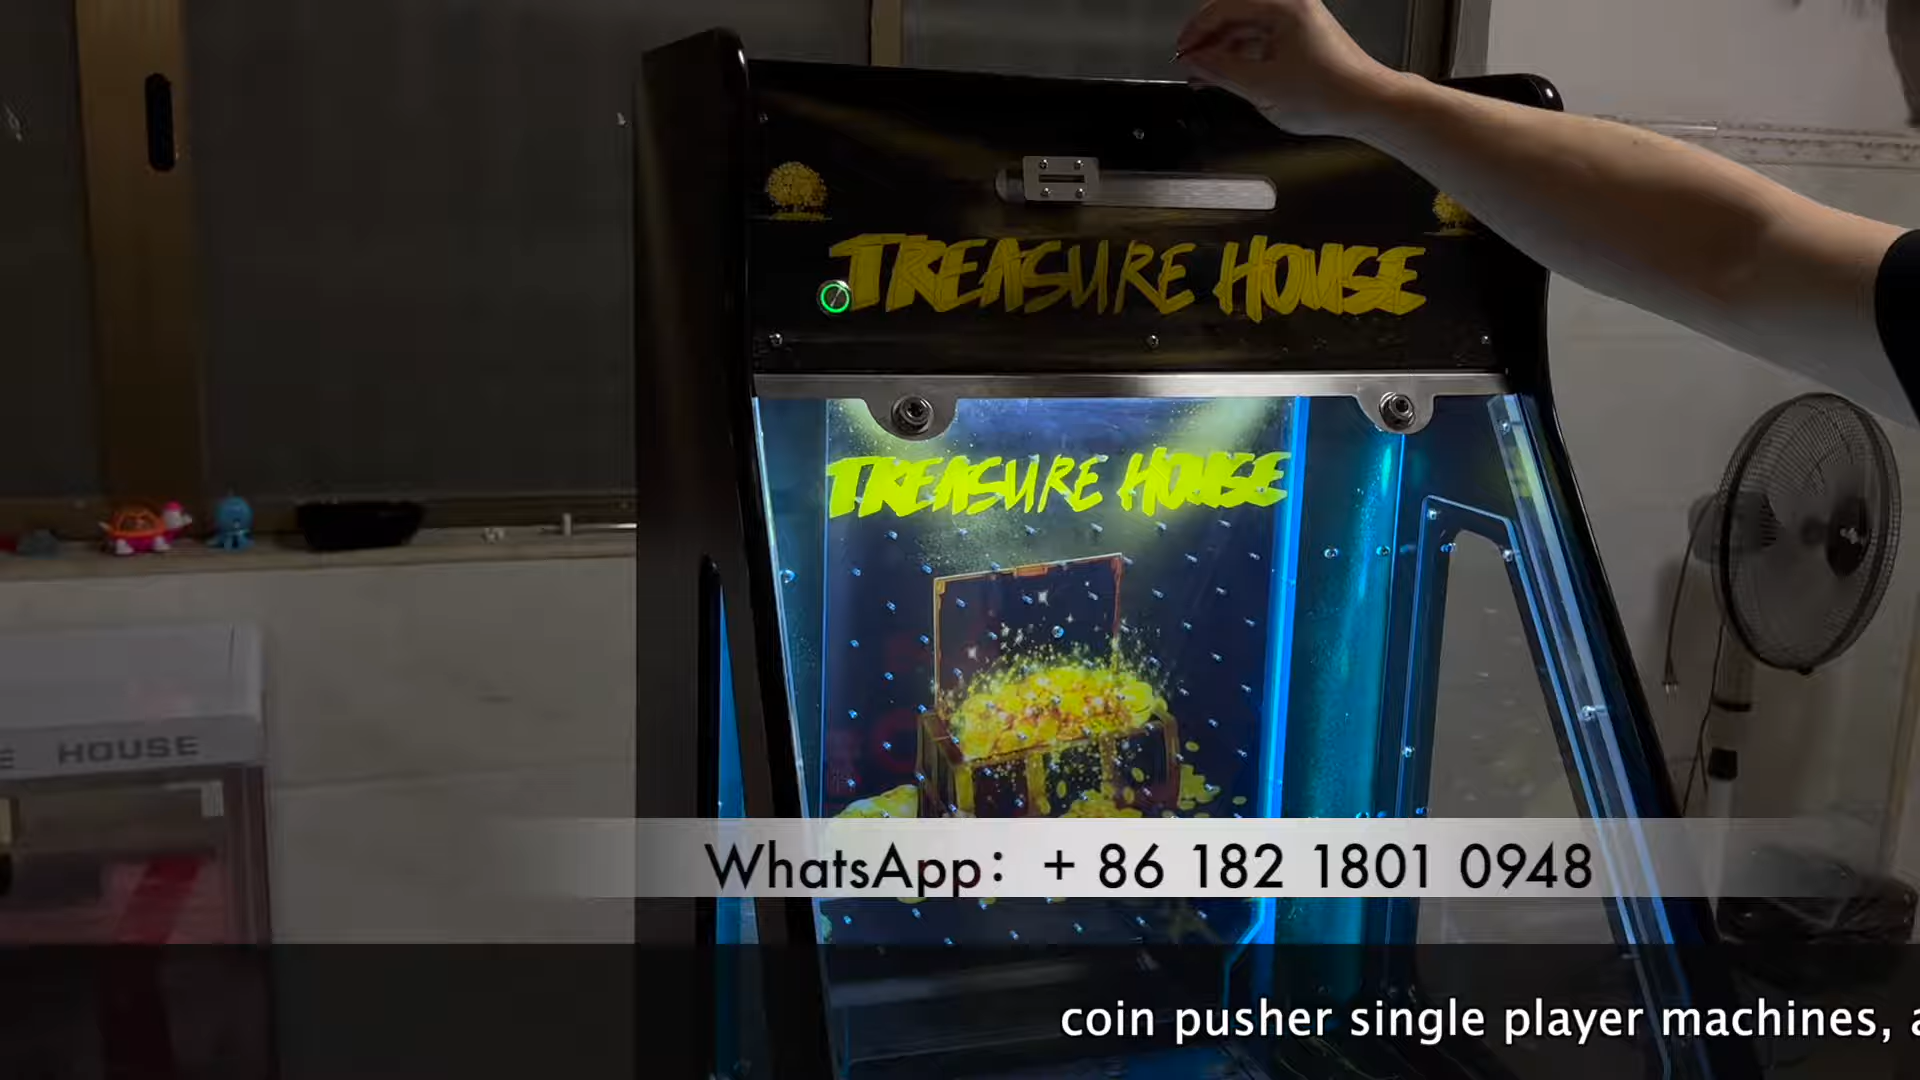 TREASURE HOUSE
TREASURE HOUSE
E HOUSE
WhatsApp: + 86 182 1801 0948
coin pusher single player machines, a